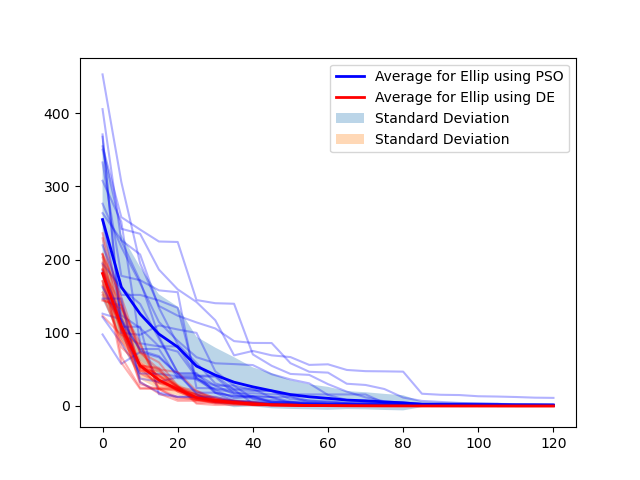 Average for Ellip using PSO
Average for Ellip using DE
Standard Deviation
Standard Deviation
400
300
200
100
0
0 20 40 60 80 100 120